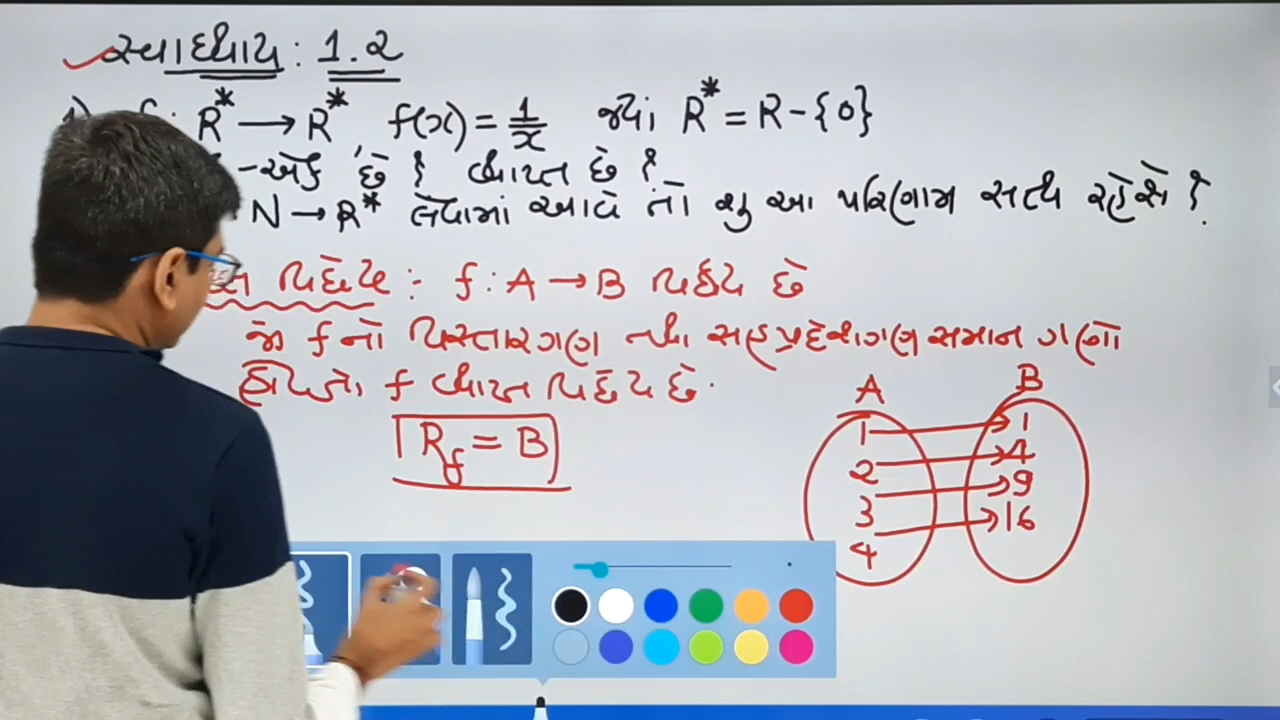 સ્વાધ્યાય : 1.2
R* → R* f(x) = 1/x જ્યાં R* = R - {0}
-એક છે ? વ્યાપ્ત છે ?
N → R* લેવામાં આવે તો શું આ પરિણામ સત્ય રહેશે ?
વિધેય : f : A → B વિધેય છે
જો f નો વિસ્તારગણ તથા સહપ્રદેશગણ સમાન ગણો
હોય તો, f વ્યાપ્ત વિધેય છે.
A B
R_f = B
1 1
2 4
3 9
4 16